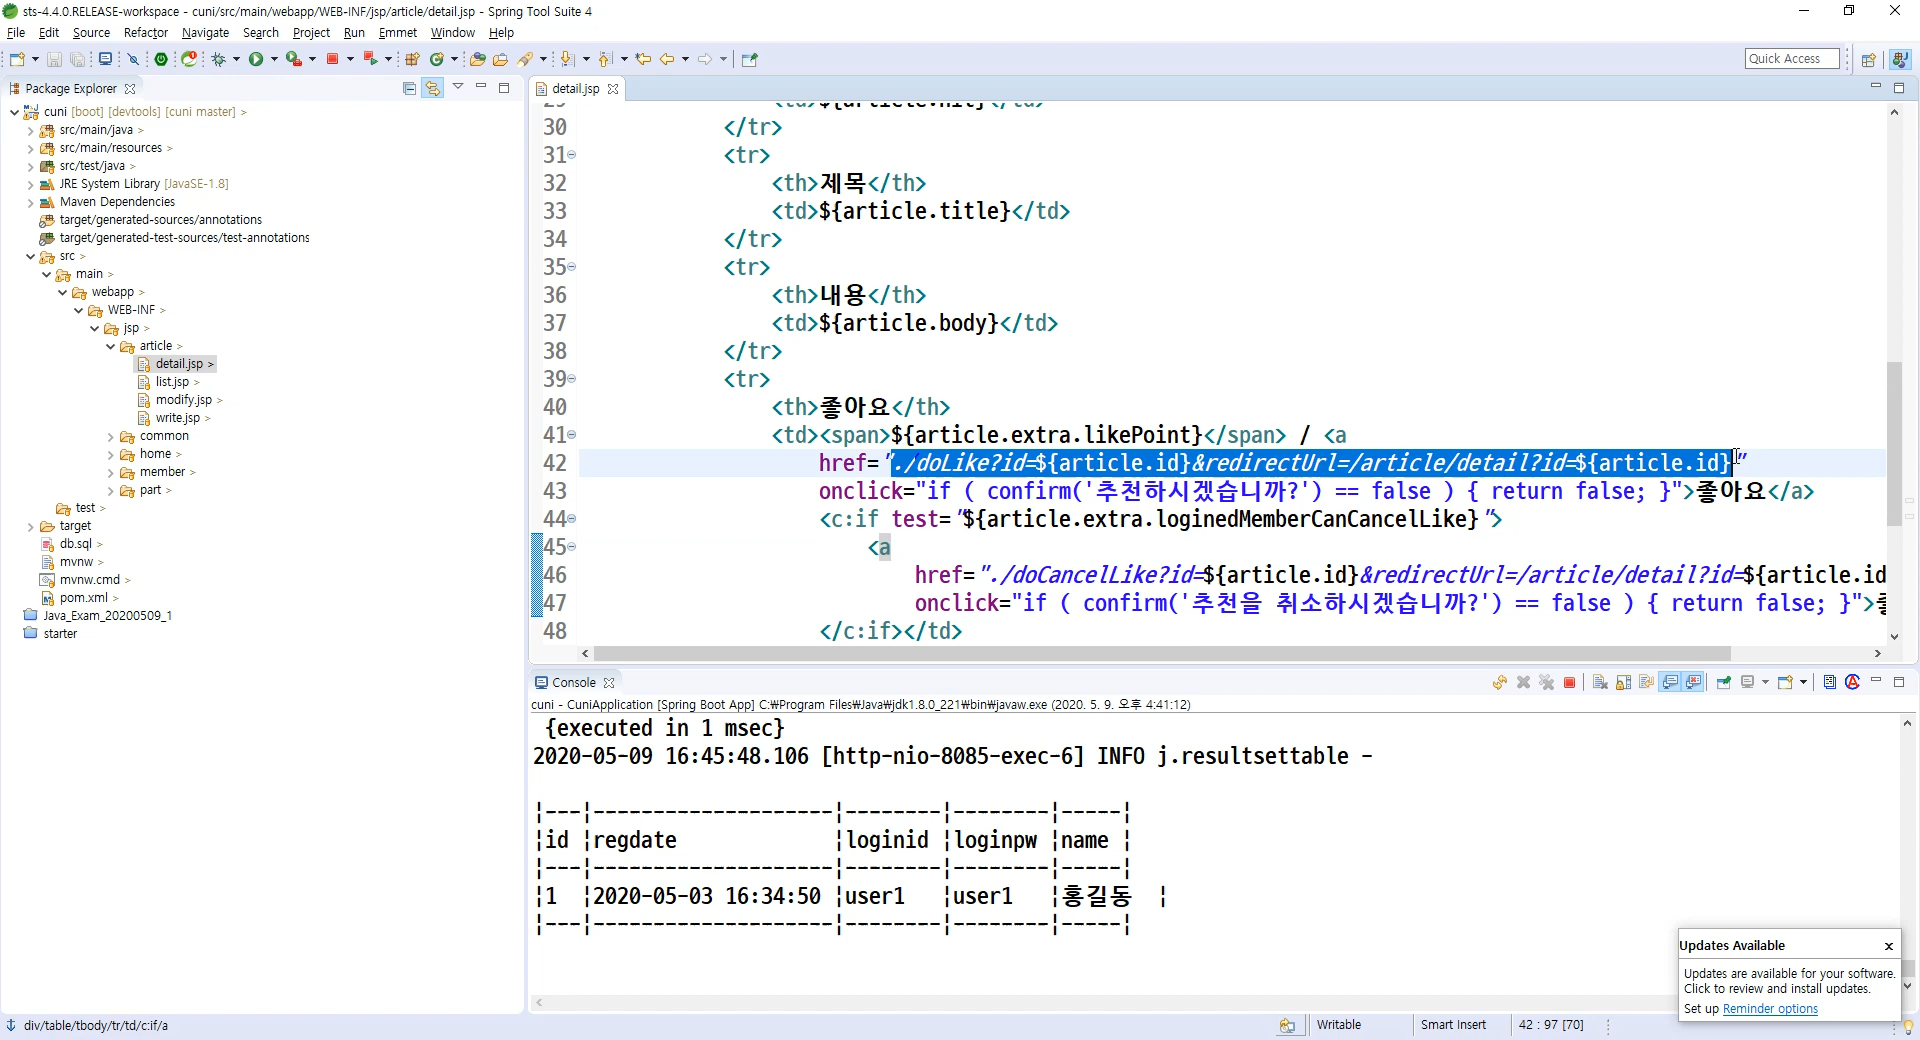 sts-4.4.0.RELEASE-workspace - cuni/src/main/webapp/WEB-INF/jsp/article/detail.jsp - Spring Tool Suite 4
File Edit Source Refactor Navigate Search Project Run Emmet Window Help
Quick Access
Package Explorer
cuni [boot] [devtools] [cuni master] >
src/main/java >
src/main/resources >
src/test/java >
JRE System Library [JavaSE-1.8]
Maven Dependencies
target/generated-sources/annotations
target/generated-test-sources/test-annotations
src >
main >
webapp >
WEB-INF >
jsp >
article >
detail.jsp >
list.jsp >
modify.jsp >
write.jsp >
common
home >
member >
part >
test >
target
db.sql >
mvnw >
mvnw.cmd >
pom.xml >
Java_Exam_20200509_1
starter
detail.jsp
29 <td>${article.hit}</td>
30 </tr>
31 <tr>
32 <th>제목</th>
33 <td>${article.title}</td>
34 </tr>
35 <tr>
36 <th>내용</th>
37 <td>${article.body}</td>
38 </tr>
39 <tr>
40 <th>좋아요</th>
41 <td><span>${article.extra.likePoint}</span> / <a
42 href="./doLike?id=${article.id}&redirectUrl=/article/detail?id=${article.id}"
43 onclick="if ( confirm('추천하시겠습니까?') == false ) { return false; }">좋아요</a>
44 <c:if test="${article.extra.loginedMemberCanCancelLike}">
45 <a
46 href="./doCancelLike?id=${article.id}&redirectUrl=/article/detail?id=${article.id
47 onclick="if ( confirm('추천을 취소하시겠습니까?') == false ) { return false; }">
48 </c:if></td>
Console
cuni - CuniApplication [Spring Boot App] C:₩Program Files₩Java₩jdk1.8.0_221₩bin₩javaw.exe (2020. 5. 9. 오후 4:41:12)
{executed in 1 msec}
2020-05-09 16:45:48.106 [http-nio-8085-exec-6] INFO j.resultsettable -
|---|--------------------|--------|--------|-----|
|id |regdate |loginid |loginpw |name |
|---|--------------------|--------|--------|-----|
|1 |2020-05-03 16:34:50 |user1 |user1 |홍길동 |
|---|--------------------|--------|--------|-----|
Updates Available
Updates are available for your software.
Click to review and install updates.
Set up Reminder options
div/table/tbody/tr/td/c:if/a
Writable
Smart Insert
42 : 97 [70]